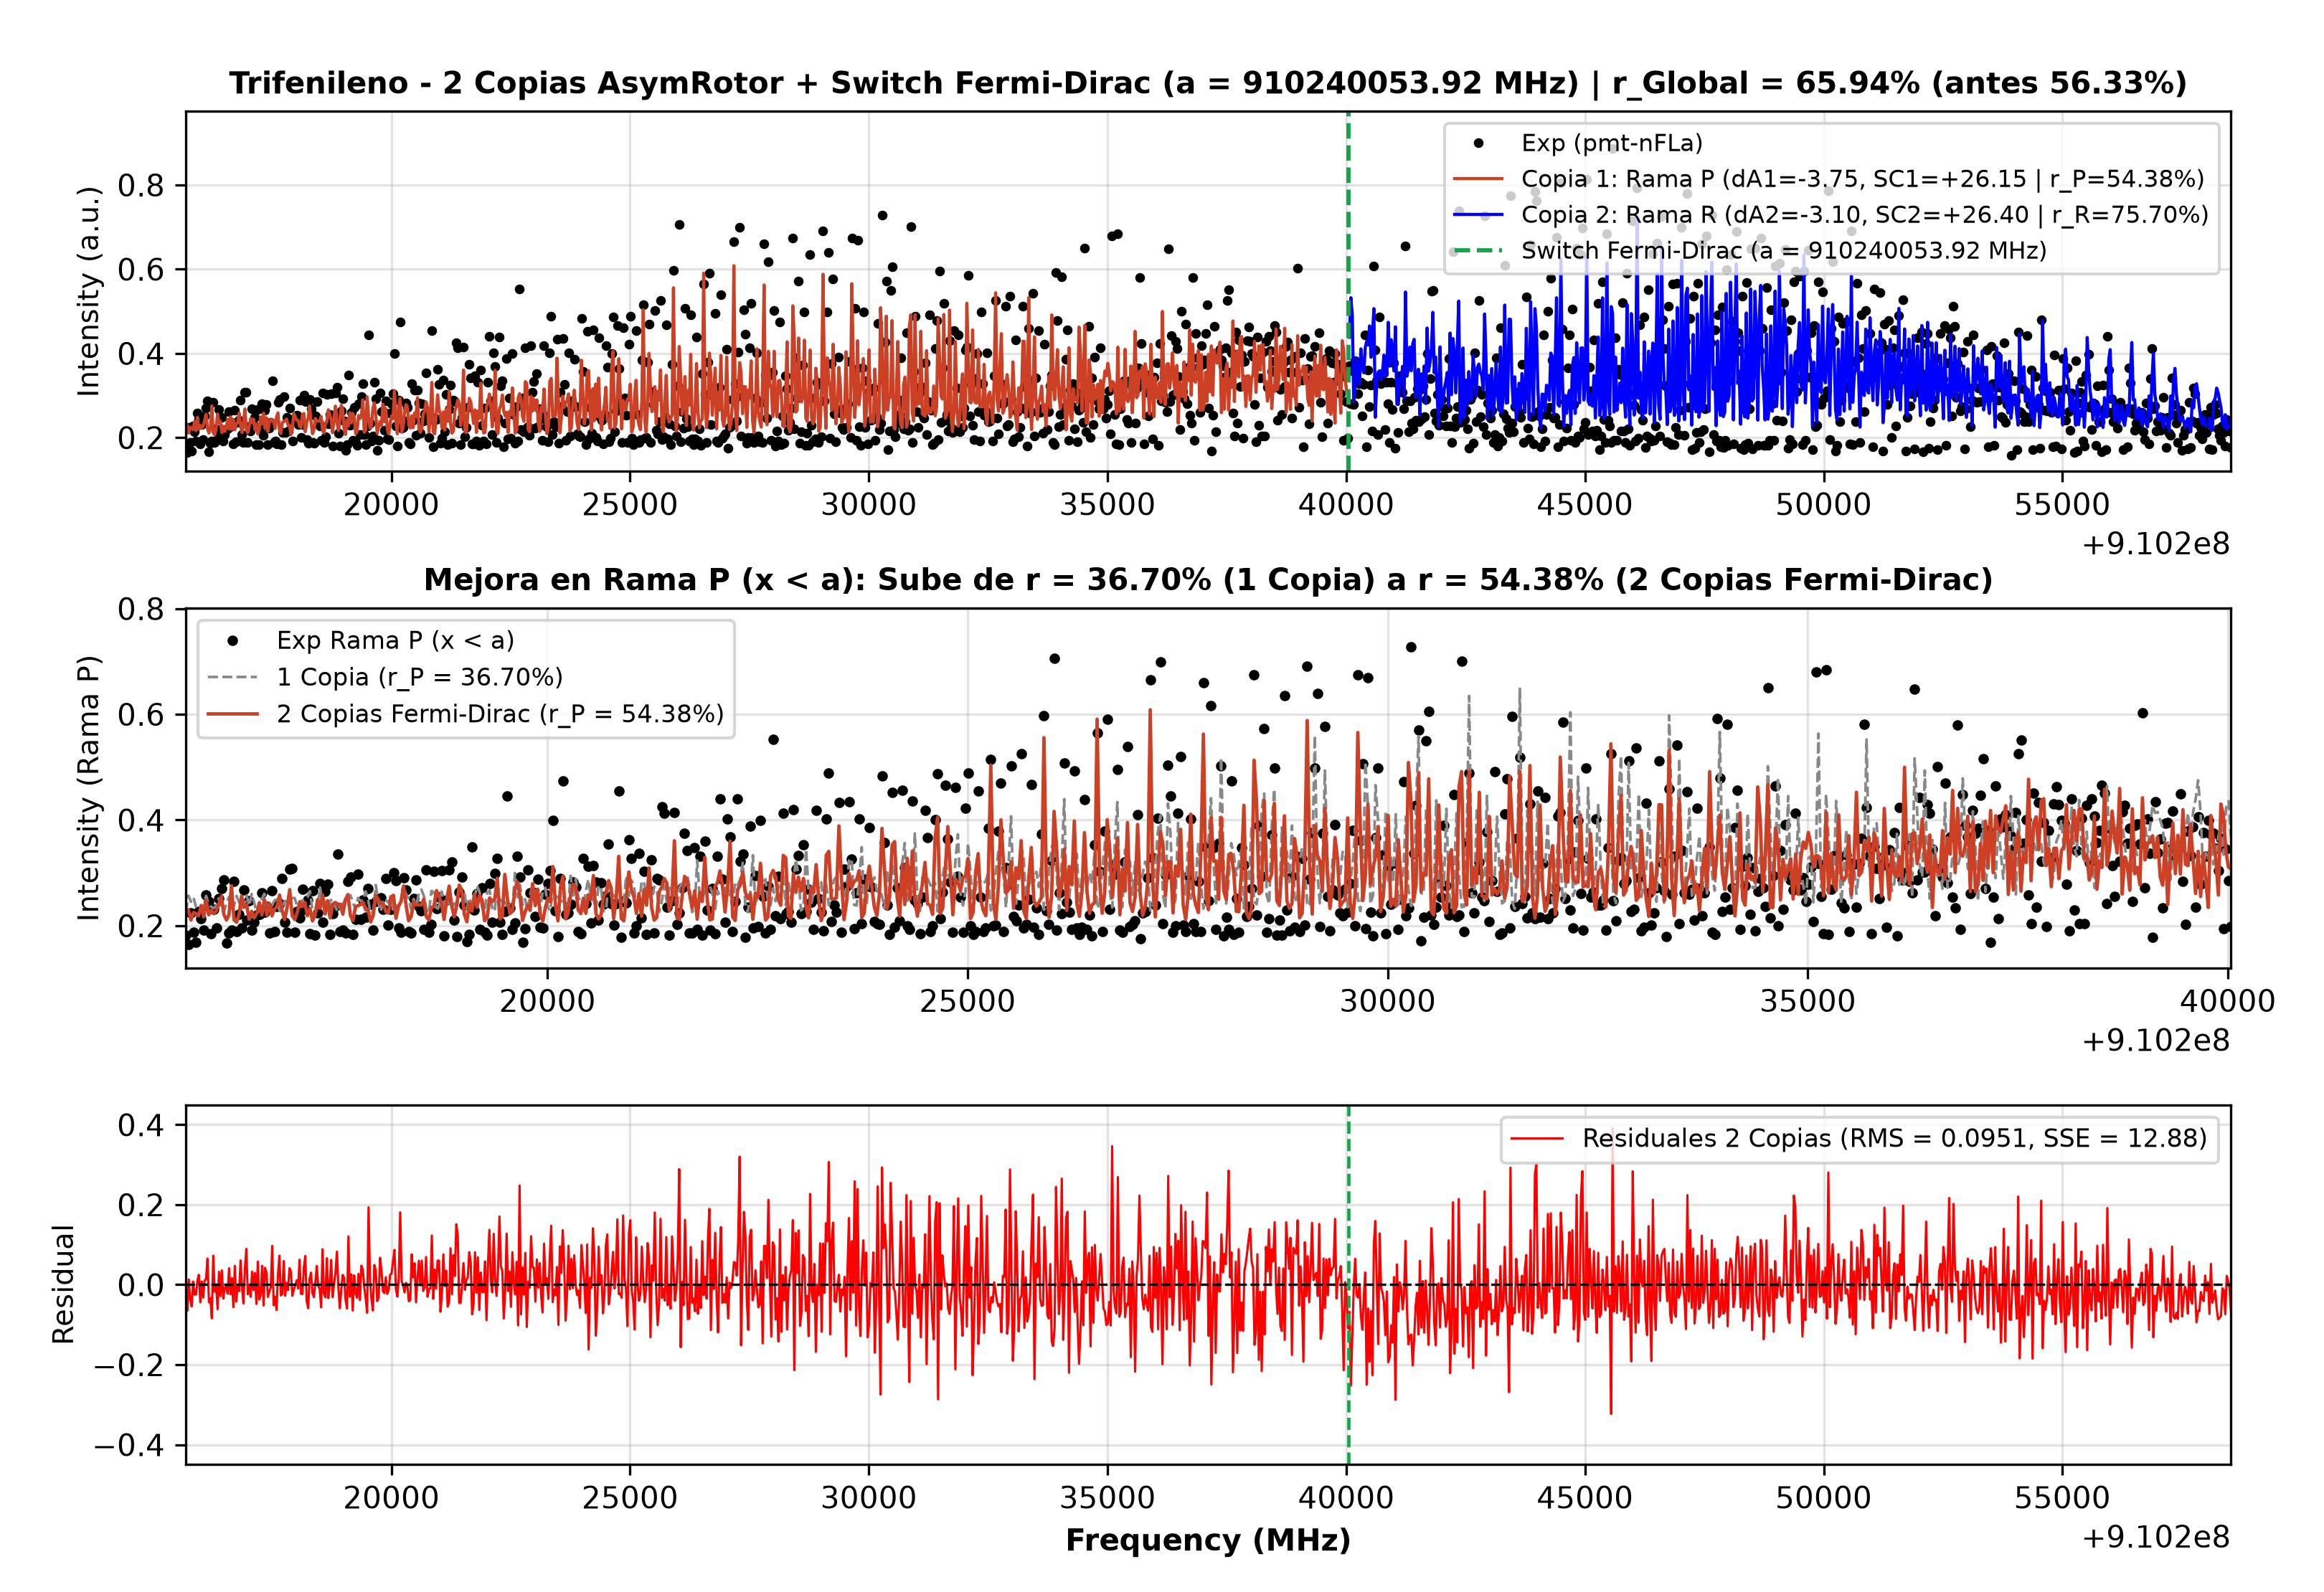 Trifenileno - 2 Copias AsymRotor + Switch Fermi-Dirac (a = 910240053.92 MHz) | r_Global = 65.94% (antes 56.33%)
Intensity (a.u.)
0.8
0.6
0.4
0.2
Exp (pmt-nFLa)
Copia 1: Rama P (dA1=-3.75, SC1=+26.15 | r_P=54.38%)
Copia 2: Rama R (dA2=-3.10, SC2=+26.40 | r_R=75.70%)
Switch Fermi-Dirac (a = 910240053.92 MHz)
20000 25000 30000 35000 40000 45000 50000 55000
+9.102e8
Mejora en Rama P (x < a): Sube de r = 36.70% (1 Copia) a r = 54.38% (2 Copias Fermi-Dirac)
Intensity (Rama P)
0.8
0.6
0.4
0.2
Exp Rama P (x < a)
1 Copia (r_P = 36.70%)
2 Copias Fermi-Dirac (r_P = 54.38%)
20000 25000 30000 35000 40000
+9.102e8
Residual
0.4
0.2
0.0
−0.2
−0.4
Residuales 2 Copias (RMS = 0.0951, SSE = 12.88)
20000 25000 30000 35000 40000 45000 50000 55000
+9.102e8
Frequency (MHz)